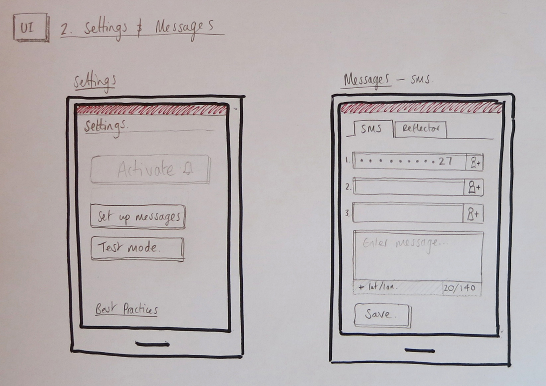 UI 2. Settings & Messages
Settings
Settings.
Activate
Set up messages
Test mode.
Best Practices
Messages - SMS
SMS
1. .........27
2.
3.
Enter message...
+ lat/lon. 20/140
Save.